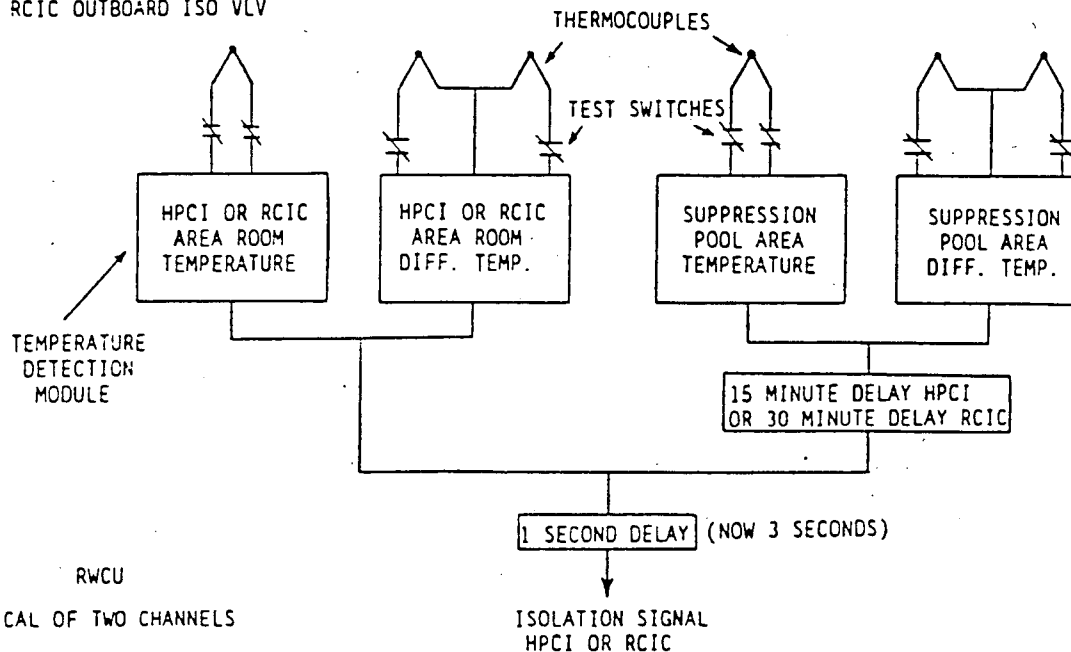 RCIC OUTBOARD ISO VLV
THERMOCOUPLES
TEST SWITCHES
HPCI OR RCIC
AREA ROOM
TEMPERATURE
HPCI OR RCIC
AREA ROOM
DIFF. TEMP.
SUPPRESSION
POOL AREA
TEMPERATURE
SUPPRESSION
POOL AREA
DIFF. TEMP.
TEMPERATURE
DETECTION
MODULE
15 MINUTE DELAY HPCI
OR 30 MINUTE DELAY RCIC
1 SECOND DELAY (NOW 3 SECONDS)
RWCU
CAL OF TWO CHANNELS
ISOLATION SIGNAL
HPCI OR RCIC